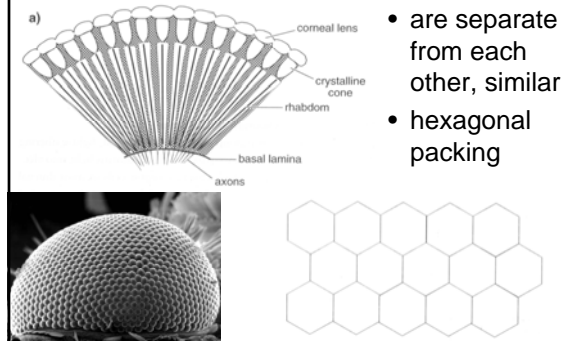 a)
corneal lens
crystalline
cone
rhabdom
basal lamina
axons
• are separate
from each
other, similar
• hexagonal
packing